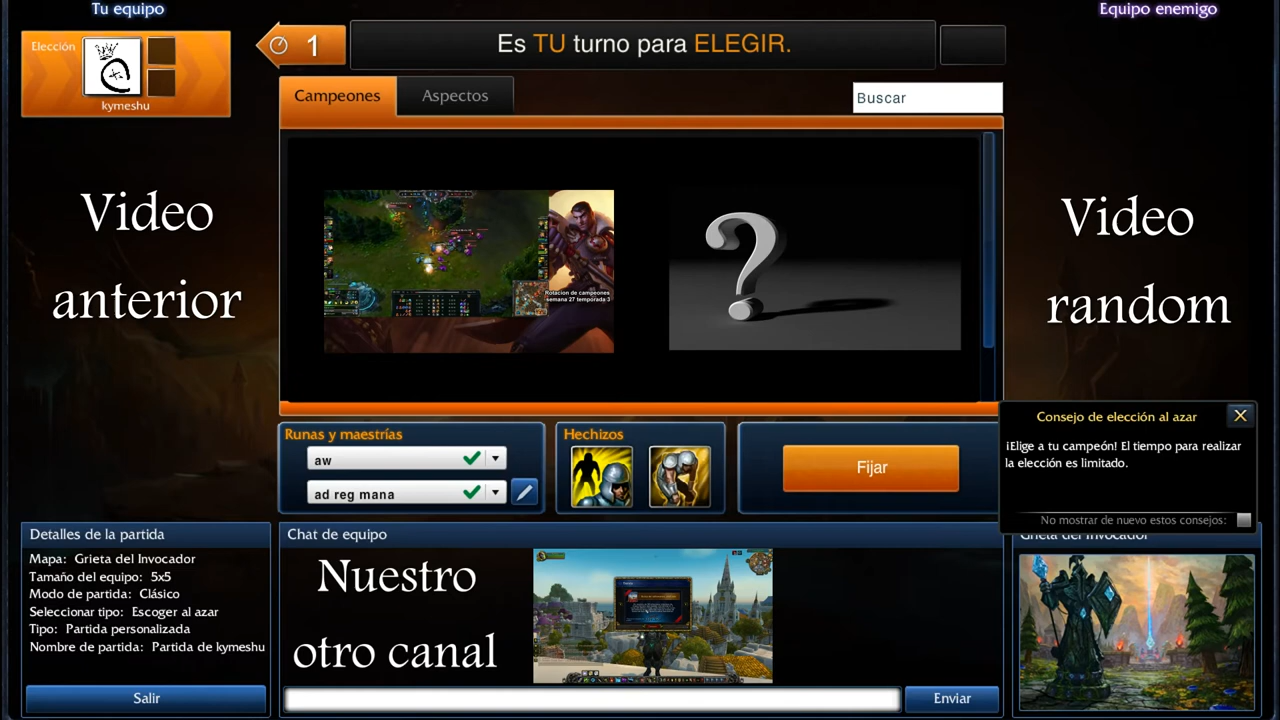 Tu equipo
Equipo enemigo
Elección
kymeshu
1
Es TU turno para ELEGIR.
Campeones
Aspectos
Buscar
Video
anterior
Rotacion de campeones
semana 27 temporada 3
Video
random
Runas y maestrías
aw
ad reg mana
Hechizos
Fijar
Consejo de elección al azar
¡Elige a tu campeón! El tiempo para realizar
la elección es limitado.
No mostrar de nuevo estos consejos:
Detalles de la partida
Mapa: Grieta del Invocador
Tamaño del equipo: 5x5
Modo de partida: Clásico
Seleccionar tipo: Escoger al azar
Tipo: Partida personalizada
Nombre de partida: Partida de kymeshu
Salir
Chat de equipo
Nuestro
otro canal
Enviar
Grieta del Invocador